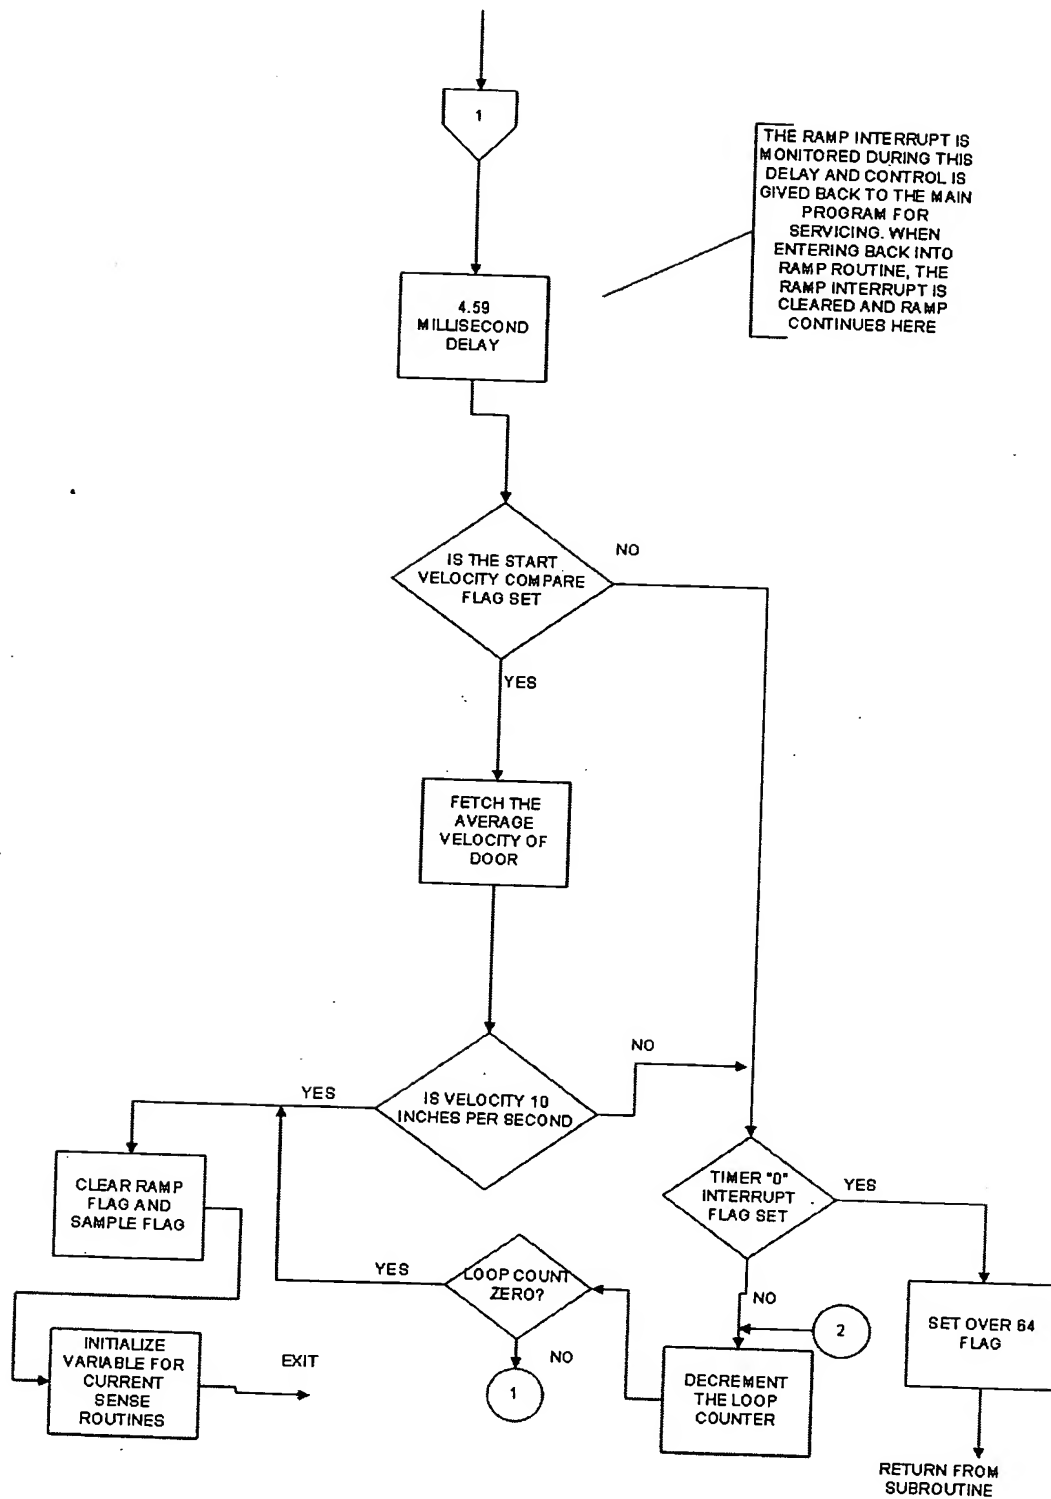 1
THE RAMP INTERRUPT IS
MONITORED DURING THIS
DELAY AND CONTROL IS
GIVED BACK TO THE MAIN
PROGRAM FOR
SERVICING. WHEN
ENTERING BACK INTO
RAMP ROUTINE, THE
RAMP INTERRUPT IS
CLEARED AND RAMP
CONTINUES HERE
4.59
MILLISECOND
DELAY
IS THE START
VELOCITY COMPARE
FLAG SET
NO
YES
FETCH THE
AVERAGE
VELOCITY OF
DOOR
IS VELOCITY 10
INCHES PER SECOND
NO
YES
CLEAR RAMP
FLAG AND
SAMPLE FLAG
TIMER "0"
INTERRUPT
FLAG SET
YES
NO
LOOP COUNT
ZERO?
YES
NO
1
2
SET OVER 64
FLAG
INITIALIZE
VARIABLE FOR
CURRENT
SENSE
ROUTINES
EXIT
DECREMENT
THE LOOP
COUNTER
RETURN FROM
SUBROUTINE